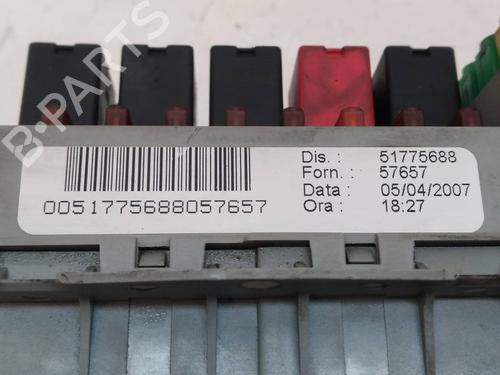 B-PARTS
Dis. : 51775688
Forn. : 57657
Data : 05/04/2007
Ora : 18:27
0051775688057657